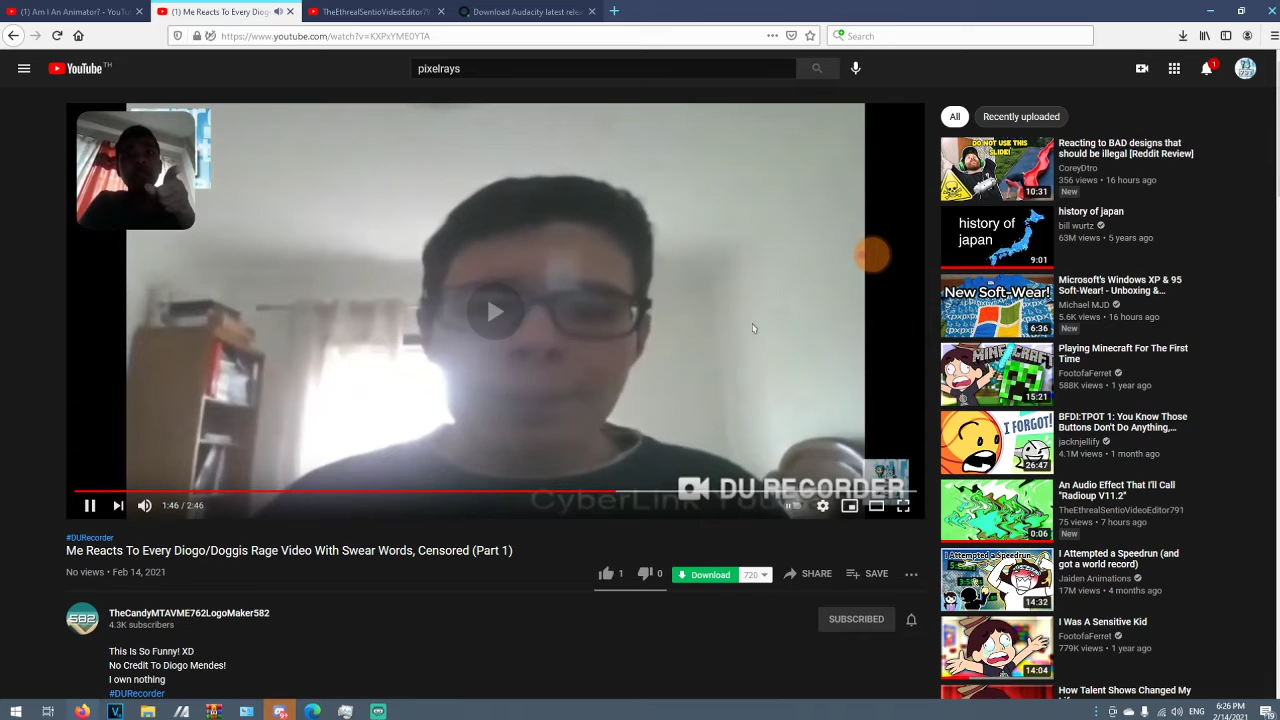 (1) Am I An Animator? - YouT
(1) Me Reacts To Every Diog
TheEthrealSentioVideoEditor79
Download Audacity latest rele
https://www.youtube.com/watch?v=KXPxYME0YTA
Search
YouTube TH
pixelrays
1
All
Recently uploaded
DO NOT USE THIS SLIDE!
10:31
Reacting to BAD designs that should be illegal [Reddit Review]
CoreyDtro
356 views • 16 hours ago
New
history of japan
9:01
history of japan
bill wurtz
63M views • 5 years ago
New Soft-Wear!
6:36
Microsoft's Windows XP & 95 Soft-Wear! - Unboxing &...
Michael MJD
5.6K views • 16 hours ago
New
MINECRAFT
15:21
Playing Minecraft For The First Time
FootofaFerret
588K views • 1 year ago
I FORGOT!
26:47
BFDI:TPOT 1: You Know Those Buttons Don't Do Anything,...
jacknjellify
4.1M views • 1 month ago
0:06
An Audio Effect That I'll Call "Radioup V11.2"
TheEthrealSentioVideoEditor791
75 views • 7 hours ago
New
14:32
I Attempted a Speedrun (and got a world record)
Jaiden Animations
17M views • 4 months ago
14:04
I Was A Sensitive Kid
FootofaFerret
779K views • 1 year ago
How Talent Shows Changed My
DU RECORDER
CyberLink
1:46 / 2:46
#DURecorder
Me Reacts To Every Diogo/Dogga Rage Video With Swear Words, Censored (Part 1)
No views • Feb 14, 2021
1
0
Download
720
SHARE
SAVE
582
TheCandyMTAVME762LogoMaker582
4.3K subscribers
SUBSCRIBED
This Is So Funny! XD
No Credit To Diogo Mendes!
I own nothing
#DURecorder
ENG
6:26 PM
2/14/2021